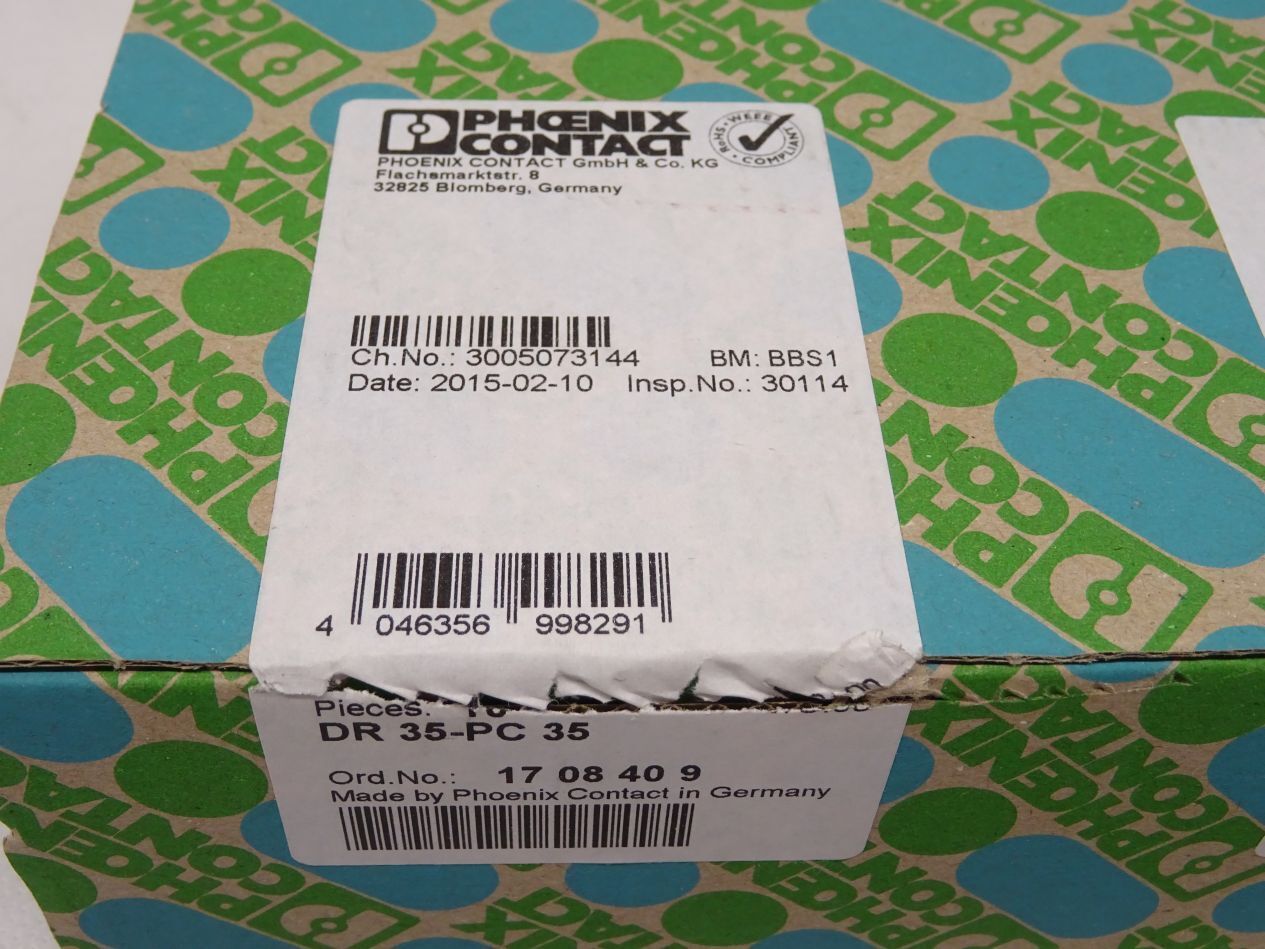 PHŒNIX
CONTACT
RoHS · WEEE · COMPLIANT
PHOENIX CONTACT GmbH & Co. KG
Flachsmarktstr. 8
32825 Blomberg, Germany
Ch.No.: 3005073144 BM: BBS1
Date: 2015-02-10 Insp.No.: 30114
4 046356 998291
Pieces:
DR 35-PC 35
Ord.No.: 17 08 40 9
Made by Phoenix Contact in Germany